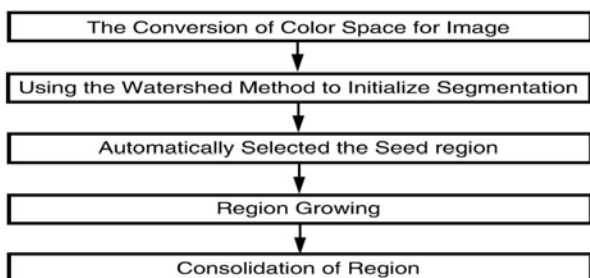 The Conversion of Color Space for Image
Using the Watershed Method to Initialize Segmentation
Automatically Selected the Seed region
Region Growing
Consolidation of Region